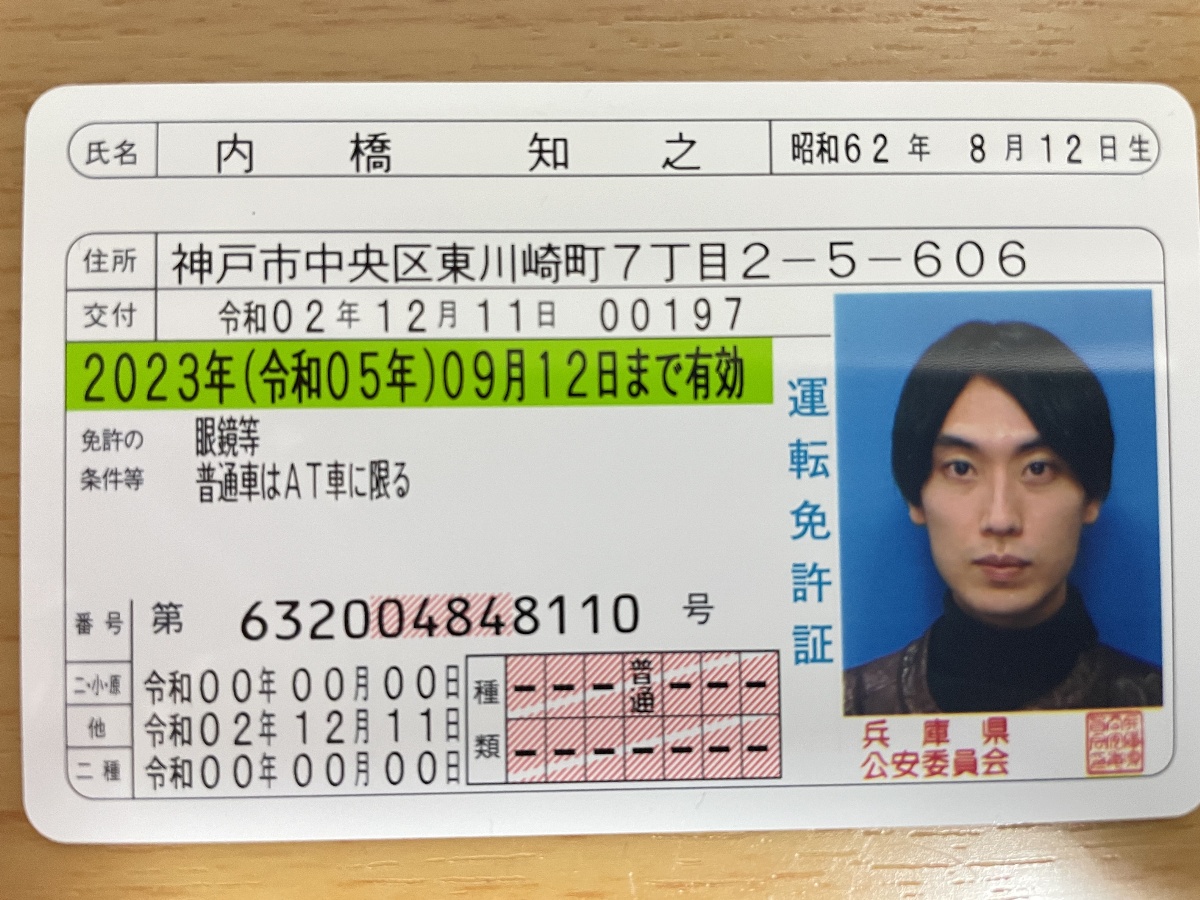 氏名 内橋 知之 昭和62年 8月12日生
住所 神戸市中央区東川崎町7丁目2-5-606
交付 令和02年12月11日 00197
2023年(令和05年)09月12日まで有効
免許の 眼鏡等
条件等 普通車はAT車に限る
運転免許証
番号 第 632004848110 号
二・小・原 令和00年00月00日
他 令和02年12月11日
二種 令和00年00月00日
種類 - - - 普通 - - -
- - - - - - -
兵庫県
公安委員会